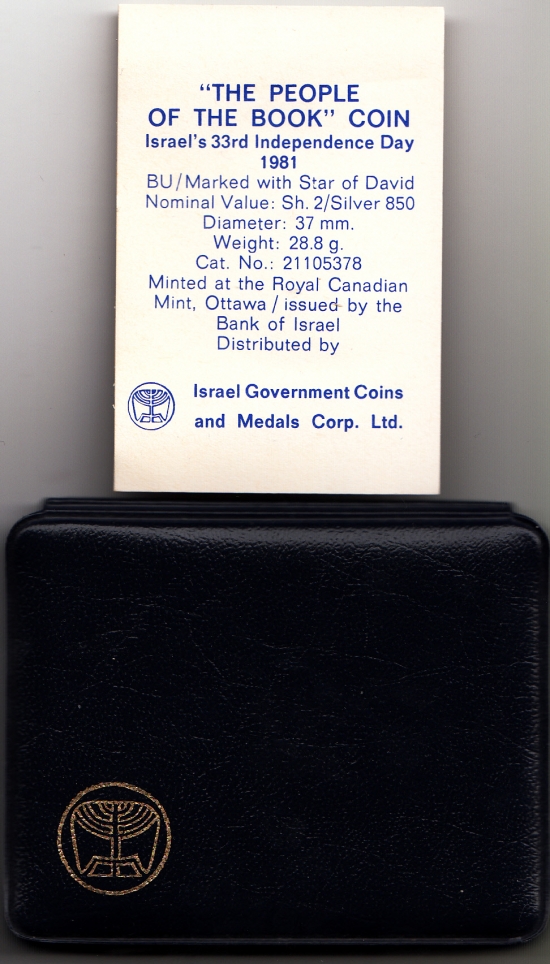 “THE PEOPLE
OF THE BOOK” COIN
Israel's 33rd Independence Day
1981
BU/Marked with Star of David
Nominal Value: Sh. 2/Silver 850
Diameter: 37 mm.
Weight: 28.8 g.
Cat. No.: 21105378
Minted at the Royal Canadian
Mint, Ottawa / issued by the
Bank of Israel
Distributed by
Israel Government Coins
and Medals Corp. Ltd.